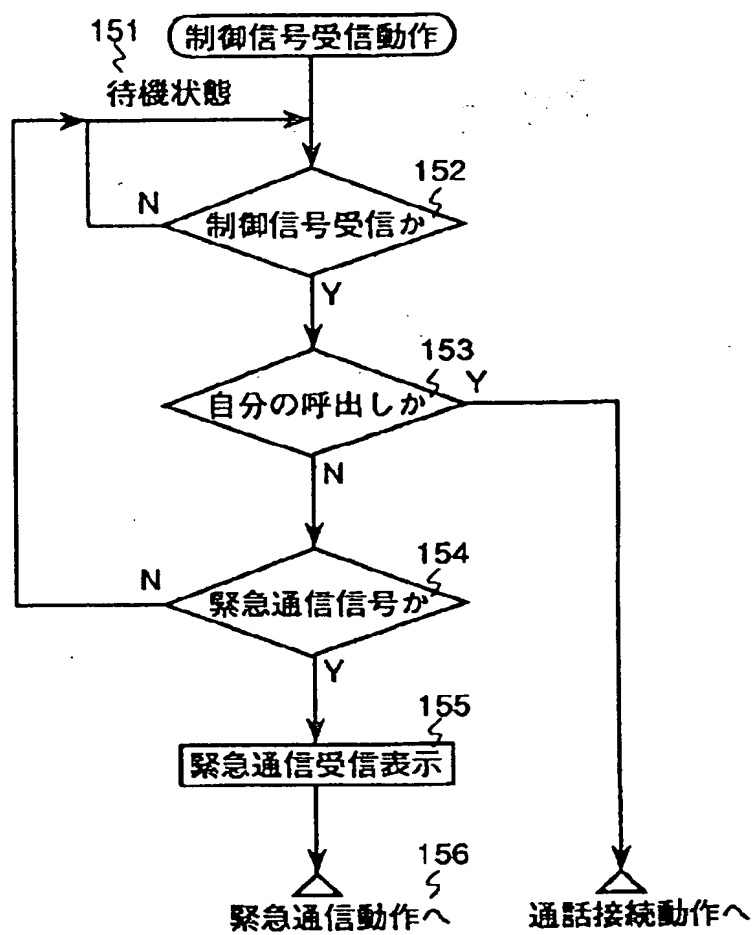 制御信号受信動作
151
待機状態
152
制御信号受信か
N
Y
153
自分の呼出しか
Y
N
154
緊急通信信号か
N
Y
155
緊急通信受信表示
156
緊急通信動作へ
通話接続動作へ